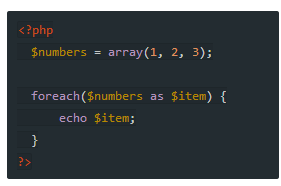 <?php
$numbers = array(1, 2, 3);
foreach($numbers as $item) {
echo $item;
}
?>